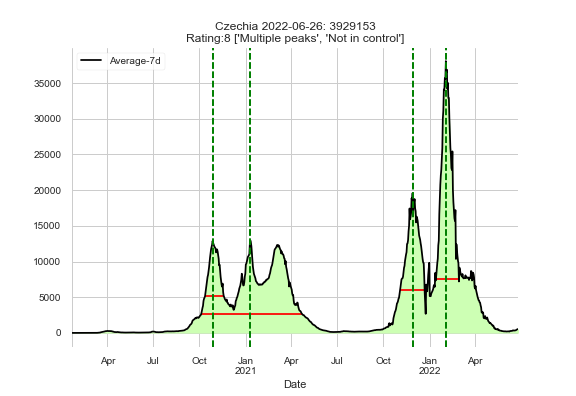 Czechia 2022-06-26: 3929153
Rating:8 ['Multiple peaks', 'Not in control']
Average-7d
35000
30000
25000
20000
15000
10000
5000
0
Apr Jul Oct Jan Apr Jul Oct Jan Apr
2021 2022
Date